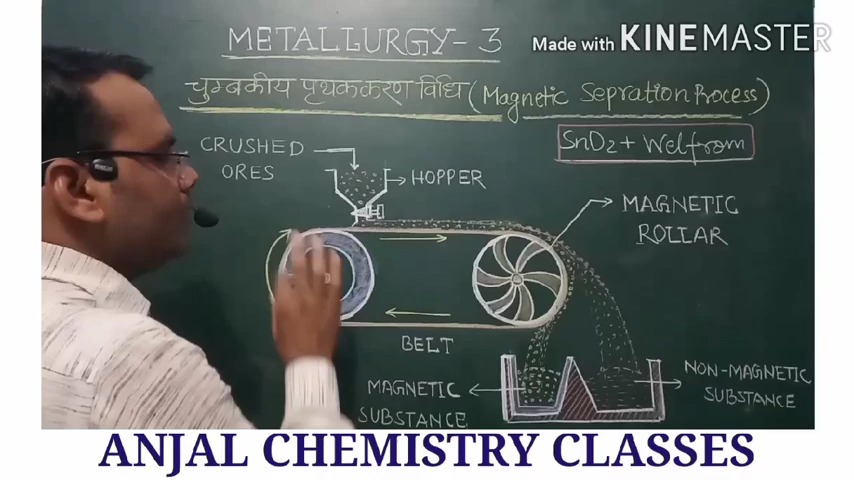 METALLURGY-3
Made with KINEMASTER
चुम्बकीय पृथक्करण विधि (Magnetic Sepration Process)
SnO2 + Welfrom
CRUSHED
ORES
HOPPER
MAGNETIC
ROLLAR
BELT
MAGNETIC
SUBSTANCE
NON-MAGNETIC
SUBSTANCE
ANJAL CHEMISTRY CLASSES